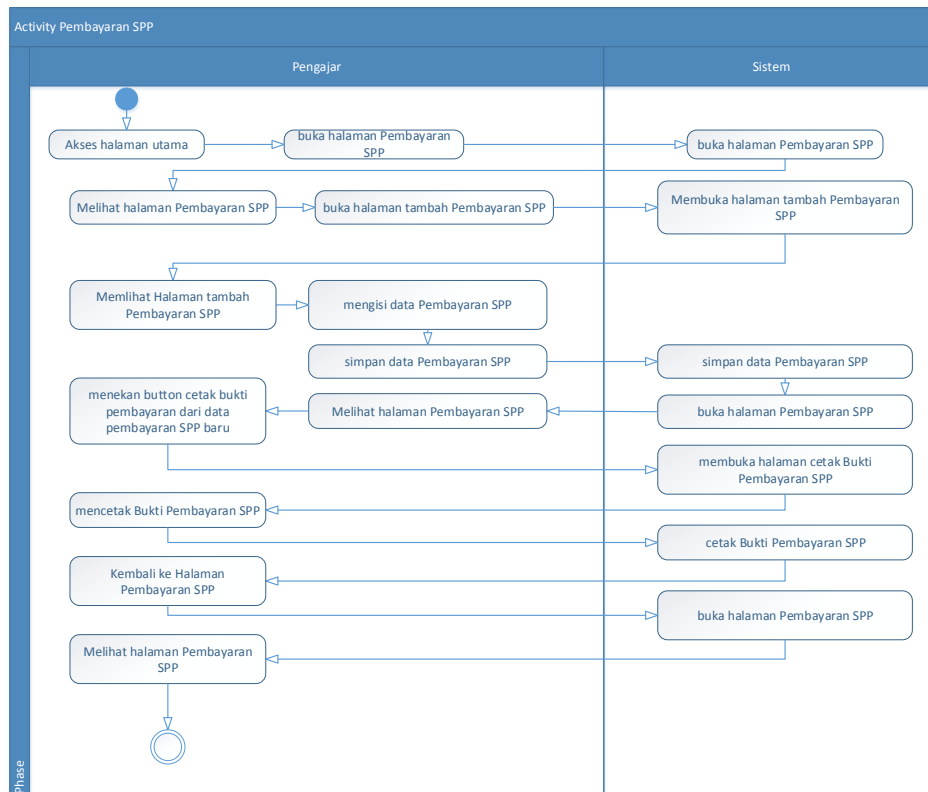 Activity Pembayaran SPP
Pengajar
Sistem
Akses halaman utama
buka halaman Pembayaran
SPP
buka halaman Pembayaran SPP
Melihat halaman Pembayaran SPP
buka halaman tambah Pembayaran SPP
Membuka halaman tambah Pembayaran
SPP
Memlihat Halaman tambah
Pembayaran SPP
mengisi data Pembayaran SPP
simpan data Pembayaran SPP
simpan data Pembayaran SPP
menekan button cetak bukti
pembayaran dari data
pembayaran SPP baru
Melihat halaman Pembayaran SPP
buka halaman Pembayaran SPP
membuka halaman cetak Bukti
Pembayaran SPP
mencetak Bukti Pembayaran SPP
cetak Bukti Pembayaran SPP
Kembali ke Halaman
Pembayaran SPP
buka halaman Pembayaran SPP
Melihat halaman Pembayaran
SPP
Phase